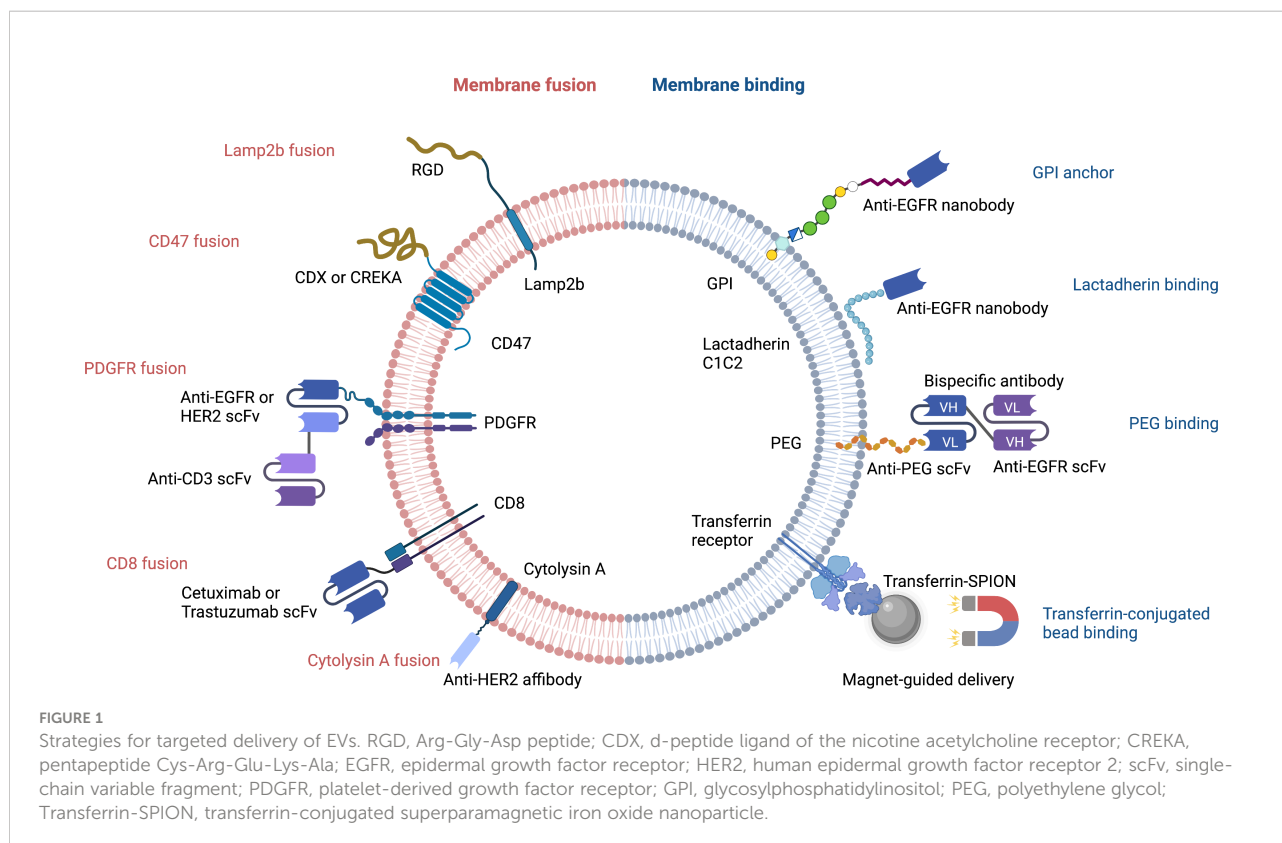 Membrane fusion
Membrane binding
Lamp2b fusion
RGD
Lamp2b
CD47 fusion
CDX or CREKA
CD47
PDGFR fusion
Anti-EGFR or
HER2 scFv
PDGFR
Anti-CD3 scFv
CD8
CD8 fusion
Cetuximab or
Trastuzumab scFv
Cytolysin A
Cytolysin A fusion
Anti-HER2 affibody
GPI anchor
Anti-EGFR nanobody
GPI
Lactadherin binding
Anti-EGFR nanobody
Lactadherin
C1C2
Bispecific antibody
VH
VL
PEG binding
PEG
VL
VH
Anti-PEG scFv
Anti-EGFR scFv
Transferrin
receptor
Transferrin-SPION
Transferrin-conjugated
bead binding
Magnet-guided delivery
FIGURE 1
Strategies for targeted delivery of EVs. RGD, Arg-Gly-Asp peptide; CDX, d-peptide ligand of the nicotine acetylcholine receptor; CREKA,
pentapeptide Cys-Arg-Glu-Lys-Ala; EGFR, epidermal growth factor receptor; HER2, human epidermal growth factor receptor 2; scFv, single-
chain variable fragment; PDGFR, platelet-derived growth factor receptor; GPI, glycosylphosphatidylinositol; PEG, polyethylene glycol;
Transferrin-SPION, transferrin-conjugated superparamagnetic iron oxide nanoparticle.